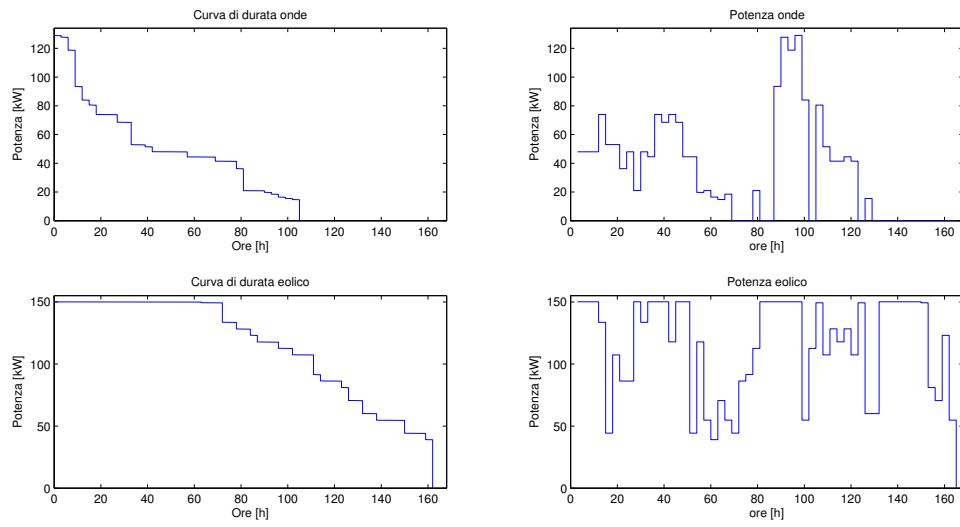 Curva di durata onde
Potenza [kW]
120
100
80
60
40
20
0
0 20 40 60 80 100 120 140 160
Ore [h]
Potenza onde
Potenza [kW]
120
100
80
60
40
20
0
0 20 40 60 80 100 120 140 160
ore [h]
Curva di durata eolico
Potenza [kW]
150
100
50
0
0 20 40 60 80 100 120 140 160
Ore [h]
Potenza eolico
Potenza [kW]
150
100
50
0
0 20 40 60 80 100 120 140 160
ore [h]